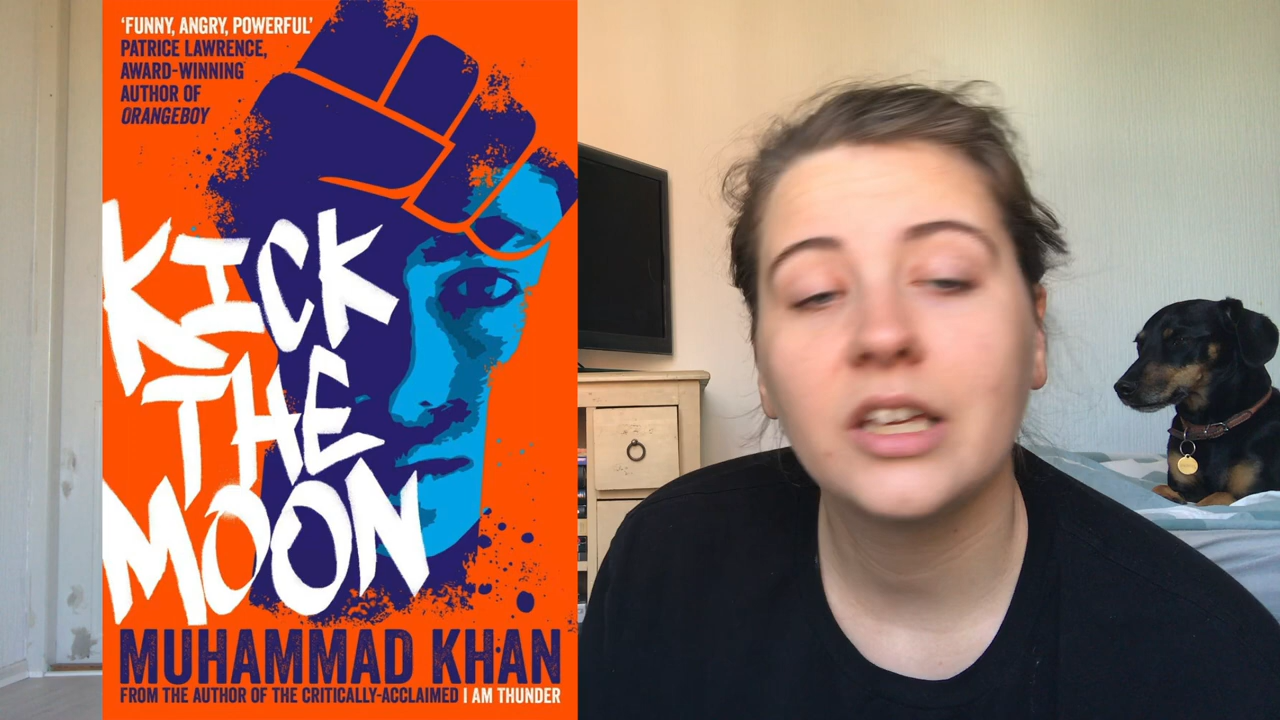 ‘FUNNY, ANGRY, POWERFUL’
PATRICE LAWRENCE,
AWARD-WINNING
AUTHOR OF
ORANGEBOY
KICK
THE
MOON
MUHAMMAD KHAN
FROM THE AUTHOR OF THE CRITICALLY-ACCLAIMED I AM THUNDER